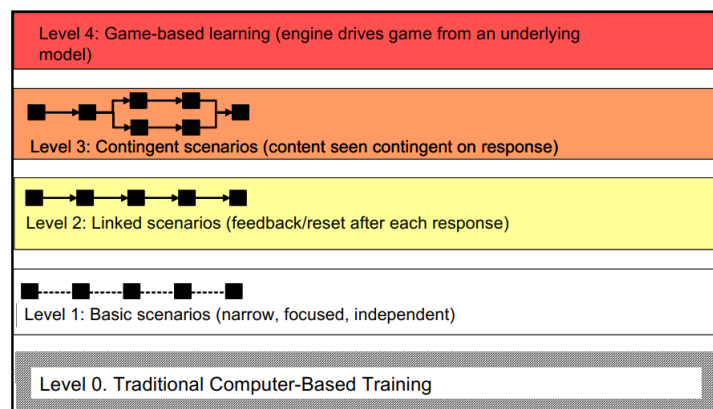 Level 4: Game-based learning (engine drives game from an underlying
model)
Level 3: Contingent scenarios (content seen contingent on response)
Level 2: Linked scenarios (feedback/reset after each response)
Level 1: Basic scenarios (narrow, focused, independent)
Level 0. Traditional Computer-Based Training